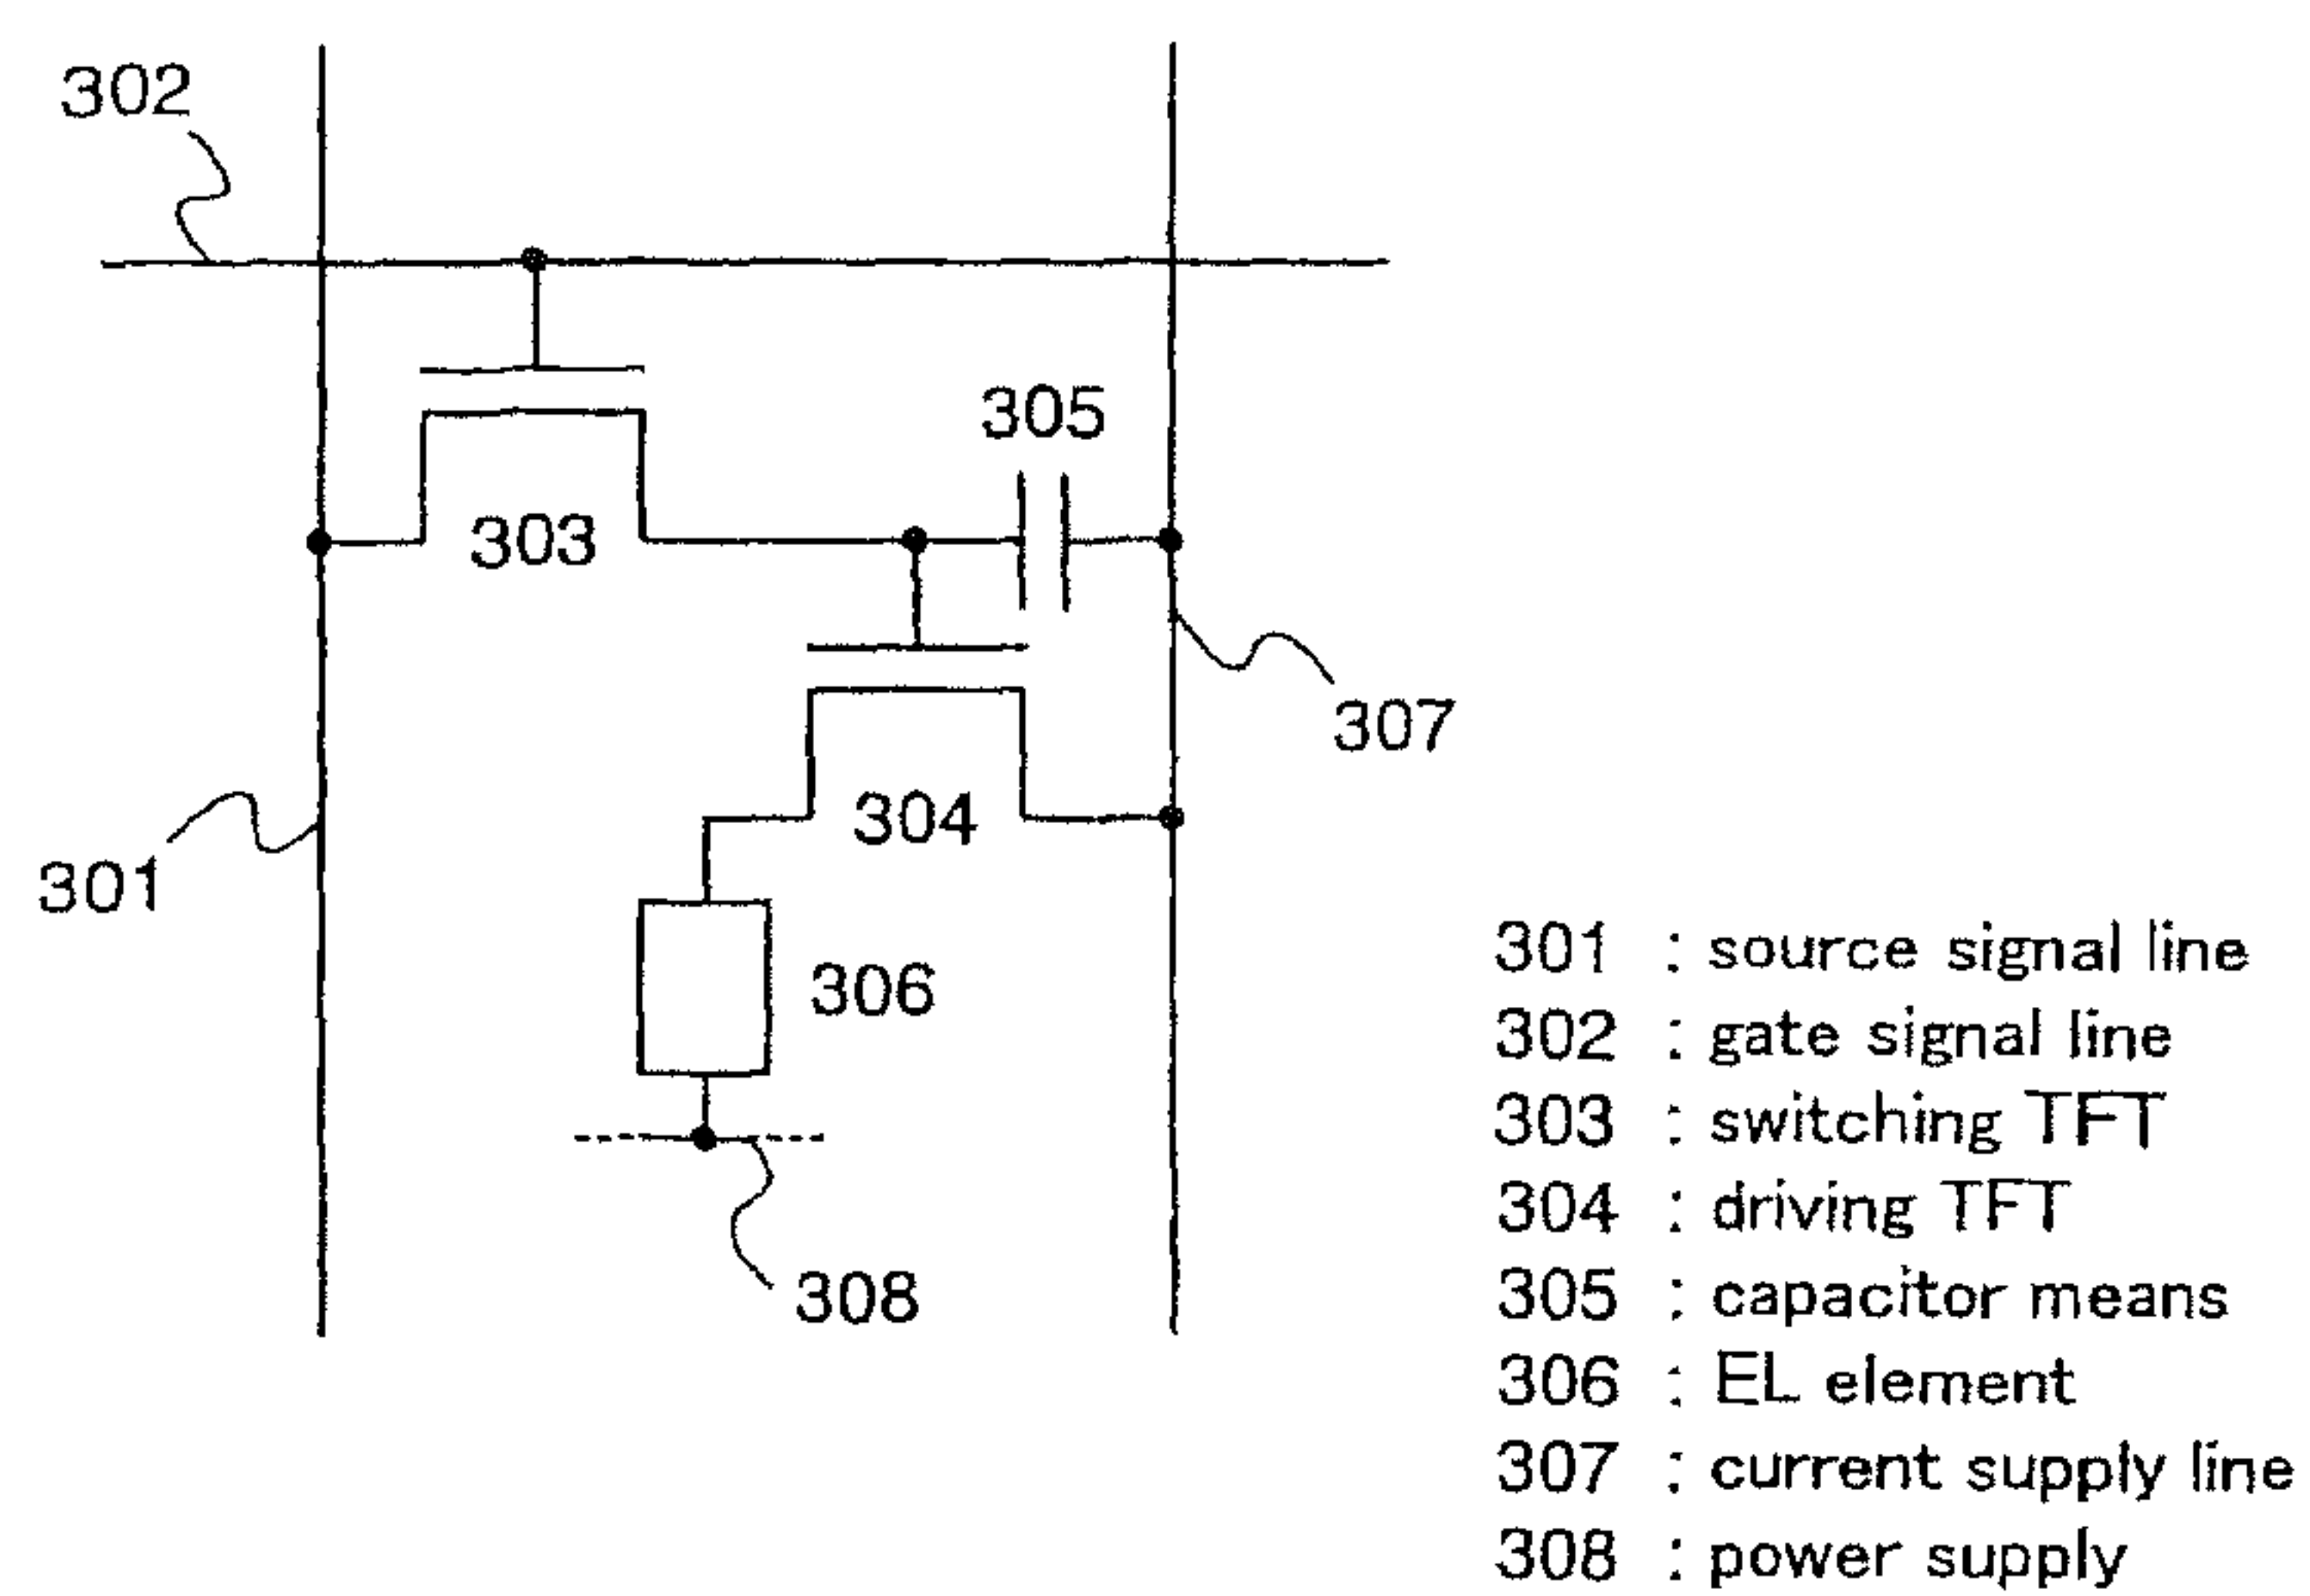 302
305
303
307
304
301
306
308
301 : source signal line
302 : gate signal line
303 : switching TFT
304 : driving TFT
305 : capacitor means
306 : EL element
307 : current supply line
308 : power supply